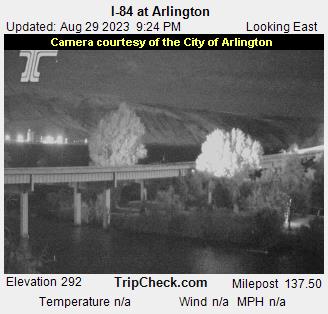 I-84 at Arlington
Updated: Aug 29 2023 9:24 PM Looking East
Camera courtesy of the City of Arlington
Elevation 292 TripCheck.com Milepost 137.50
Temperature n/a Wind n/a MPH n/a